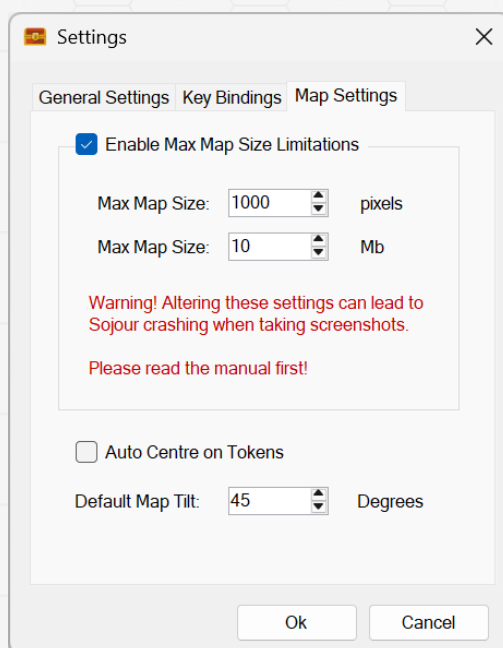 Settings
General Settings Key Bindings Map Settings
Enable Max Map Size Limitations
Max Map Size: 1000 pixels
Max Map Size: 10 Mb
Warning! Altering these settings can lead to
Sojour crashing when taking screenshots.
Please read the manual first!
Auto Centre on Tokens
Default Map Tilt: 45 Degrees
Ok Cancel